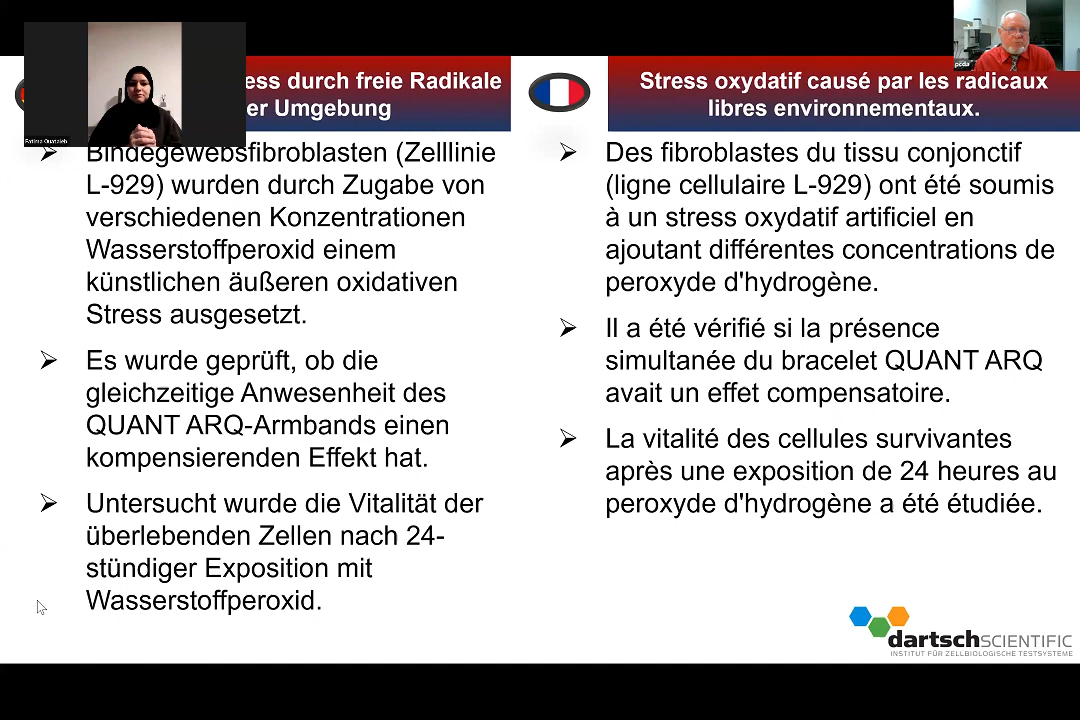 Fatima Ouataleb
pcda
ess durch freie Radikale
er Umgebung
Bindegewebsfibroblasten (Zelllinie
L-929) wurden durch Zugabe von
verschiedenen Konzentrationen
Wasserstoffperoxid einem
künstlichen äußeren oxidativen
Stress ausgesetzt.
Es wurde geprüft, ob die
gleichzeitige Anwesenheit des
QUANT ARQ-Armbands einen
kompensierenden Effekt hat.
Untersucht wurde die Vitalität der
überlebenden Zellen nach 24-
stündiger Exposition mit
Wasserstoffperoxid.
Stress oxydatif causé par les radicaux
libres environnementaux.
Des fibroblastes du tissu conjonctif
(ligne cellulaire L-929) ont été soumis
à un stress oxydatif artificiel en
ajoutant différentes concentrations de
peroxyde d'hydrogène.
Il a été vérifié si la présence
simultanée du bracelet QUANT ARQ
avait un effet compensatoire.
La vitalité des cellules survivantes
après une exposition de 24 heures au
peroxyde d'hydrogène a été étudiée.
dartschSCIENTIFIC
INSTITUT FÜR ZELLBIOLOGISCHE TESTSYSTEME